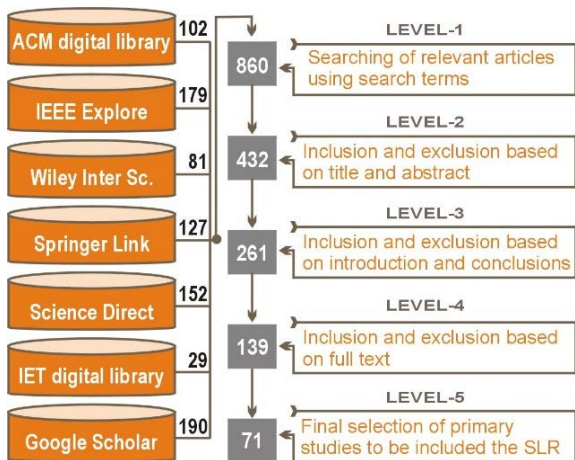 ACM digital library
102
IEEE Explore
179
Wiley Inter Sc.
81
Springer Link
127
Science Direct
152
IET digital library
29
Google Scholar
190
860
LEVEL-1
Searching of relevant articles
using search terms
432
LEVEL-2
Inclusion and exclusion based
on title and abstract
261
LEVEL-3
Inclusion and exclusion based
on introduction and conclusions
139
LEVEL-4
Inclusion and exclusion based
on full text
71
LEVEL-5
Final selection of primary
studies to be included the SLR